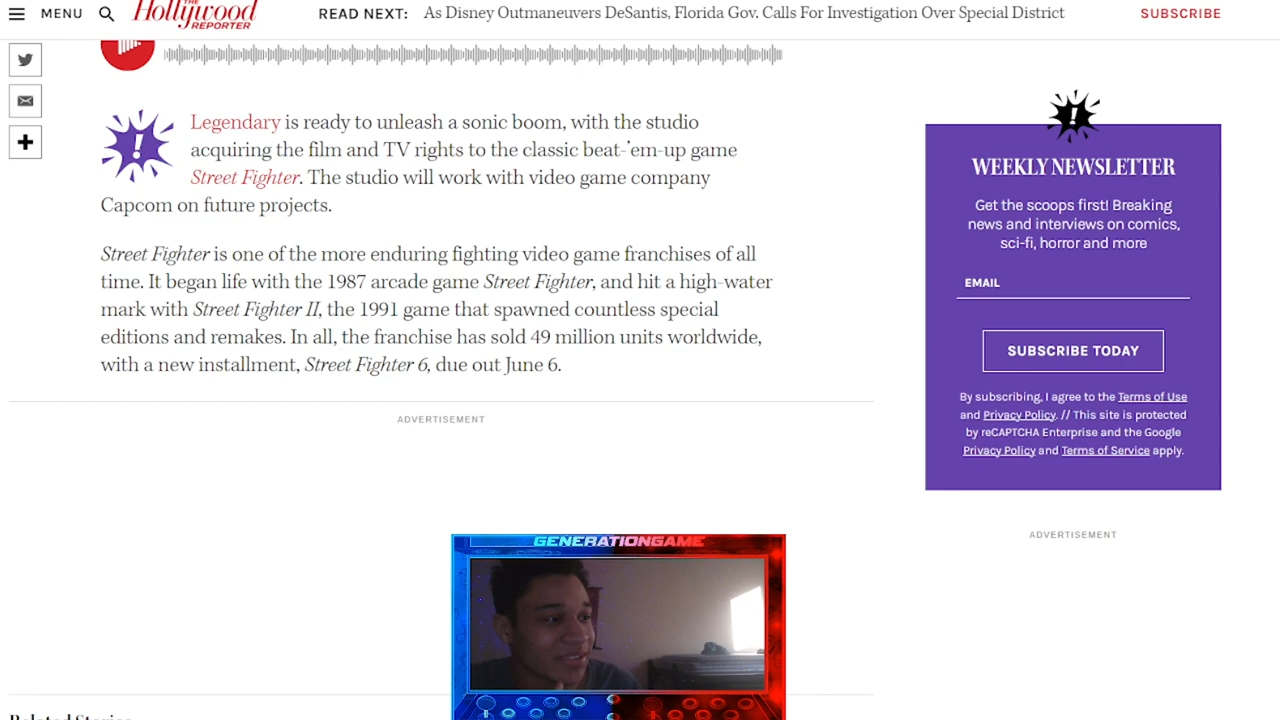 MENU
THE
Hollywood
REPORTER
READ NEXT: As Disney Outmaneuvers DeSantis, Florida Gov. Calls For Investigation Over Special District
SUBSCRIBE
Legendary is ready to unleash a sonic boom, with the studio
acquiring the film and TV rights to the classic beat-'em-up game
Street Fighter. The studio will work with video game company
Capcom on future projects.
Street Fighter is one of the more enduring fighting video game franchises of all
time. It began life with the 1987 arcade game Street Fighter, and hit a high-water
mark with Street Fighter II, the 1991 game that spawned countless special
editions and remakes. In all, the franchise has sold 49 million units worldwide,
with a new installment, Street Fighter 6, due out June 6.
ADVERTISEMENT
WEEKLY NEWSLETTER
Get the scoops first! Breaking
news and interviews on comics,
sci-fi, horror and more
EMAIL
SUBSCRIBE TODAY
By subscribing, I agree to the Terms of Use
and Privacy Policy. // This site is protected
by reCAPTCHA Enterprise and the Google
Privacy Policy and Terms of Service apply.
ADVERTISEMENT
GENERATIONGAME
Related Stories